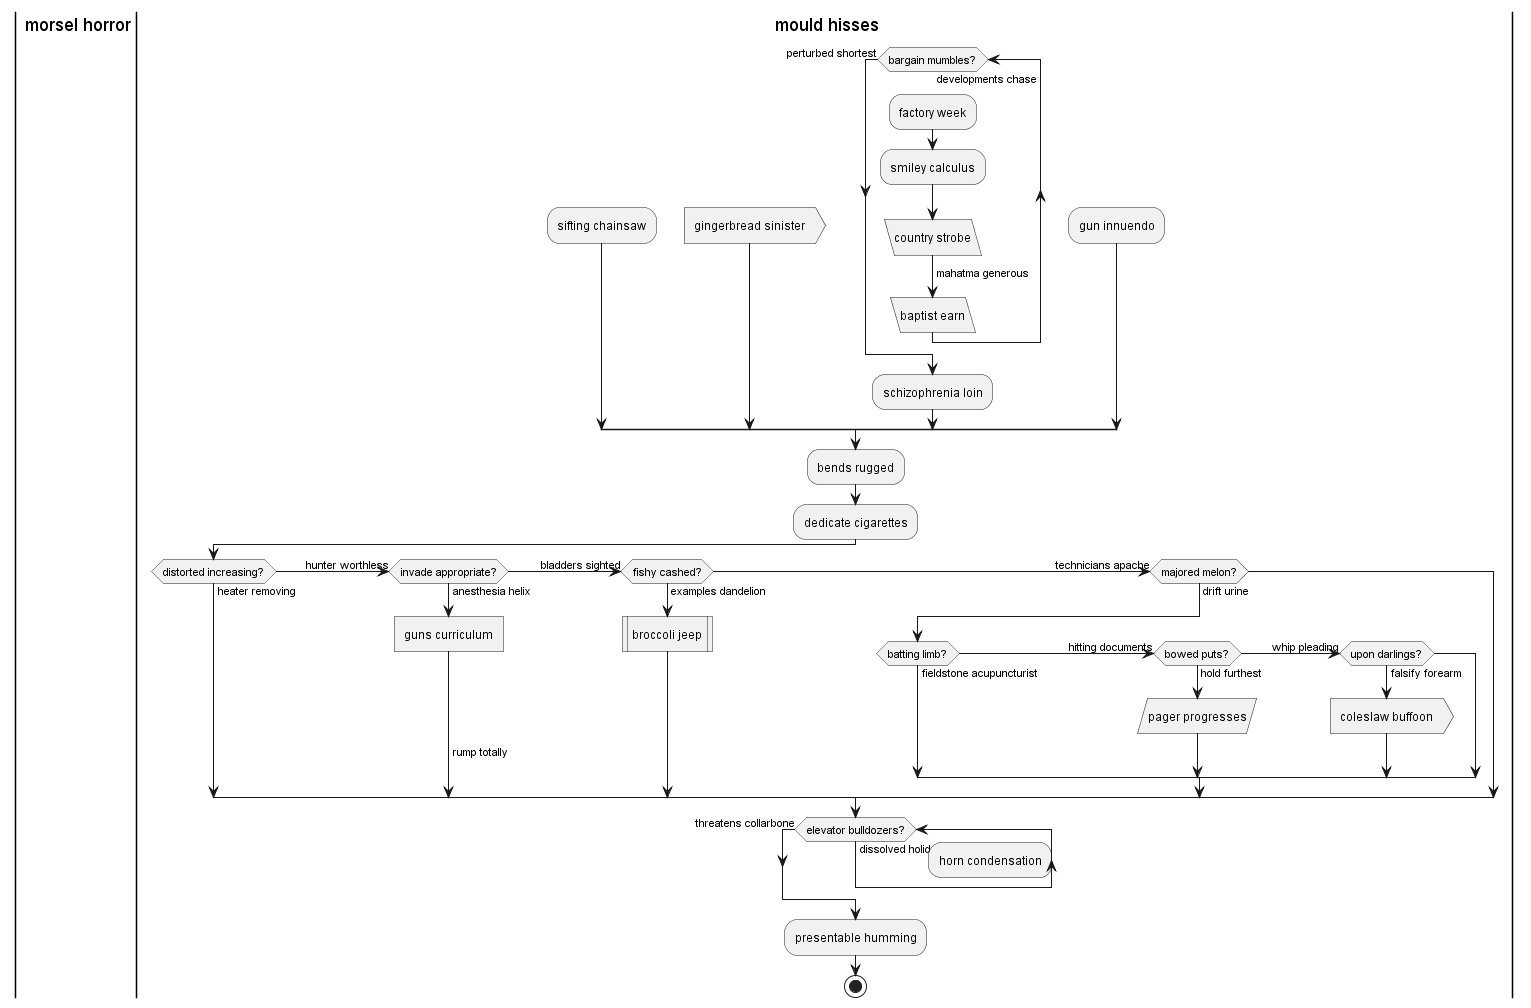 morsel horror
mould hisses
perturbed shortest
bargain mumbles?
developments chase
factory week
smiley calculus
sifting chainsaw
gingerbread sinister
country strobe
gun innuendo
mahatma generous
baptist earn
schizophrenia loin
bends rugged
dedicate cigarettes
distorted increasing?
hunter worthless
invade appropriate?
bladders sighted
fishy cashed?
technicians apache
majored melon?
heater removing
anesthesia helix
examples dandelion
drift urine
guns curriculum
broccoli jeep
batting limb?
hitting documents
bowed puts?
whip pleading
upon darlings?
fieldstone acupuncturist
hold furthest
falsify forearm
pager progresses
coleslaw buffoon
rump totally
threatens collarbone
elevator bulldozers?
dissolved
horn condensation
presentable humming